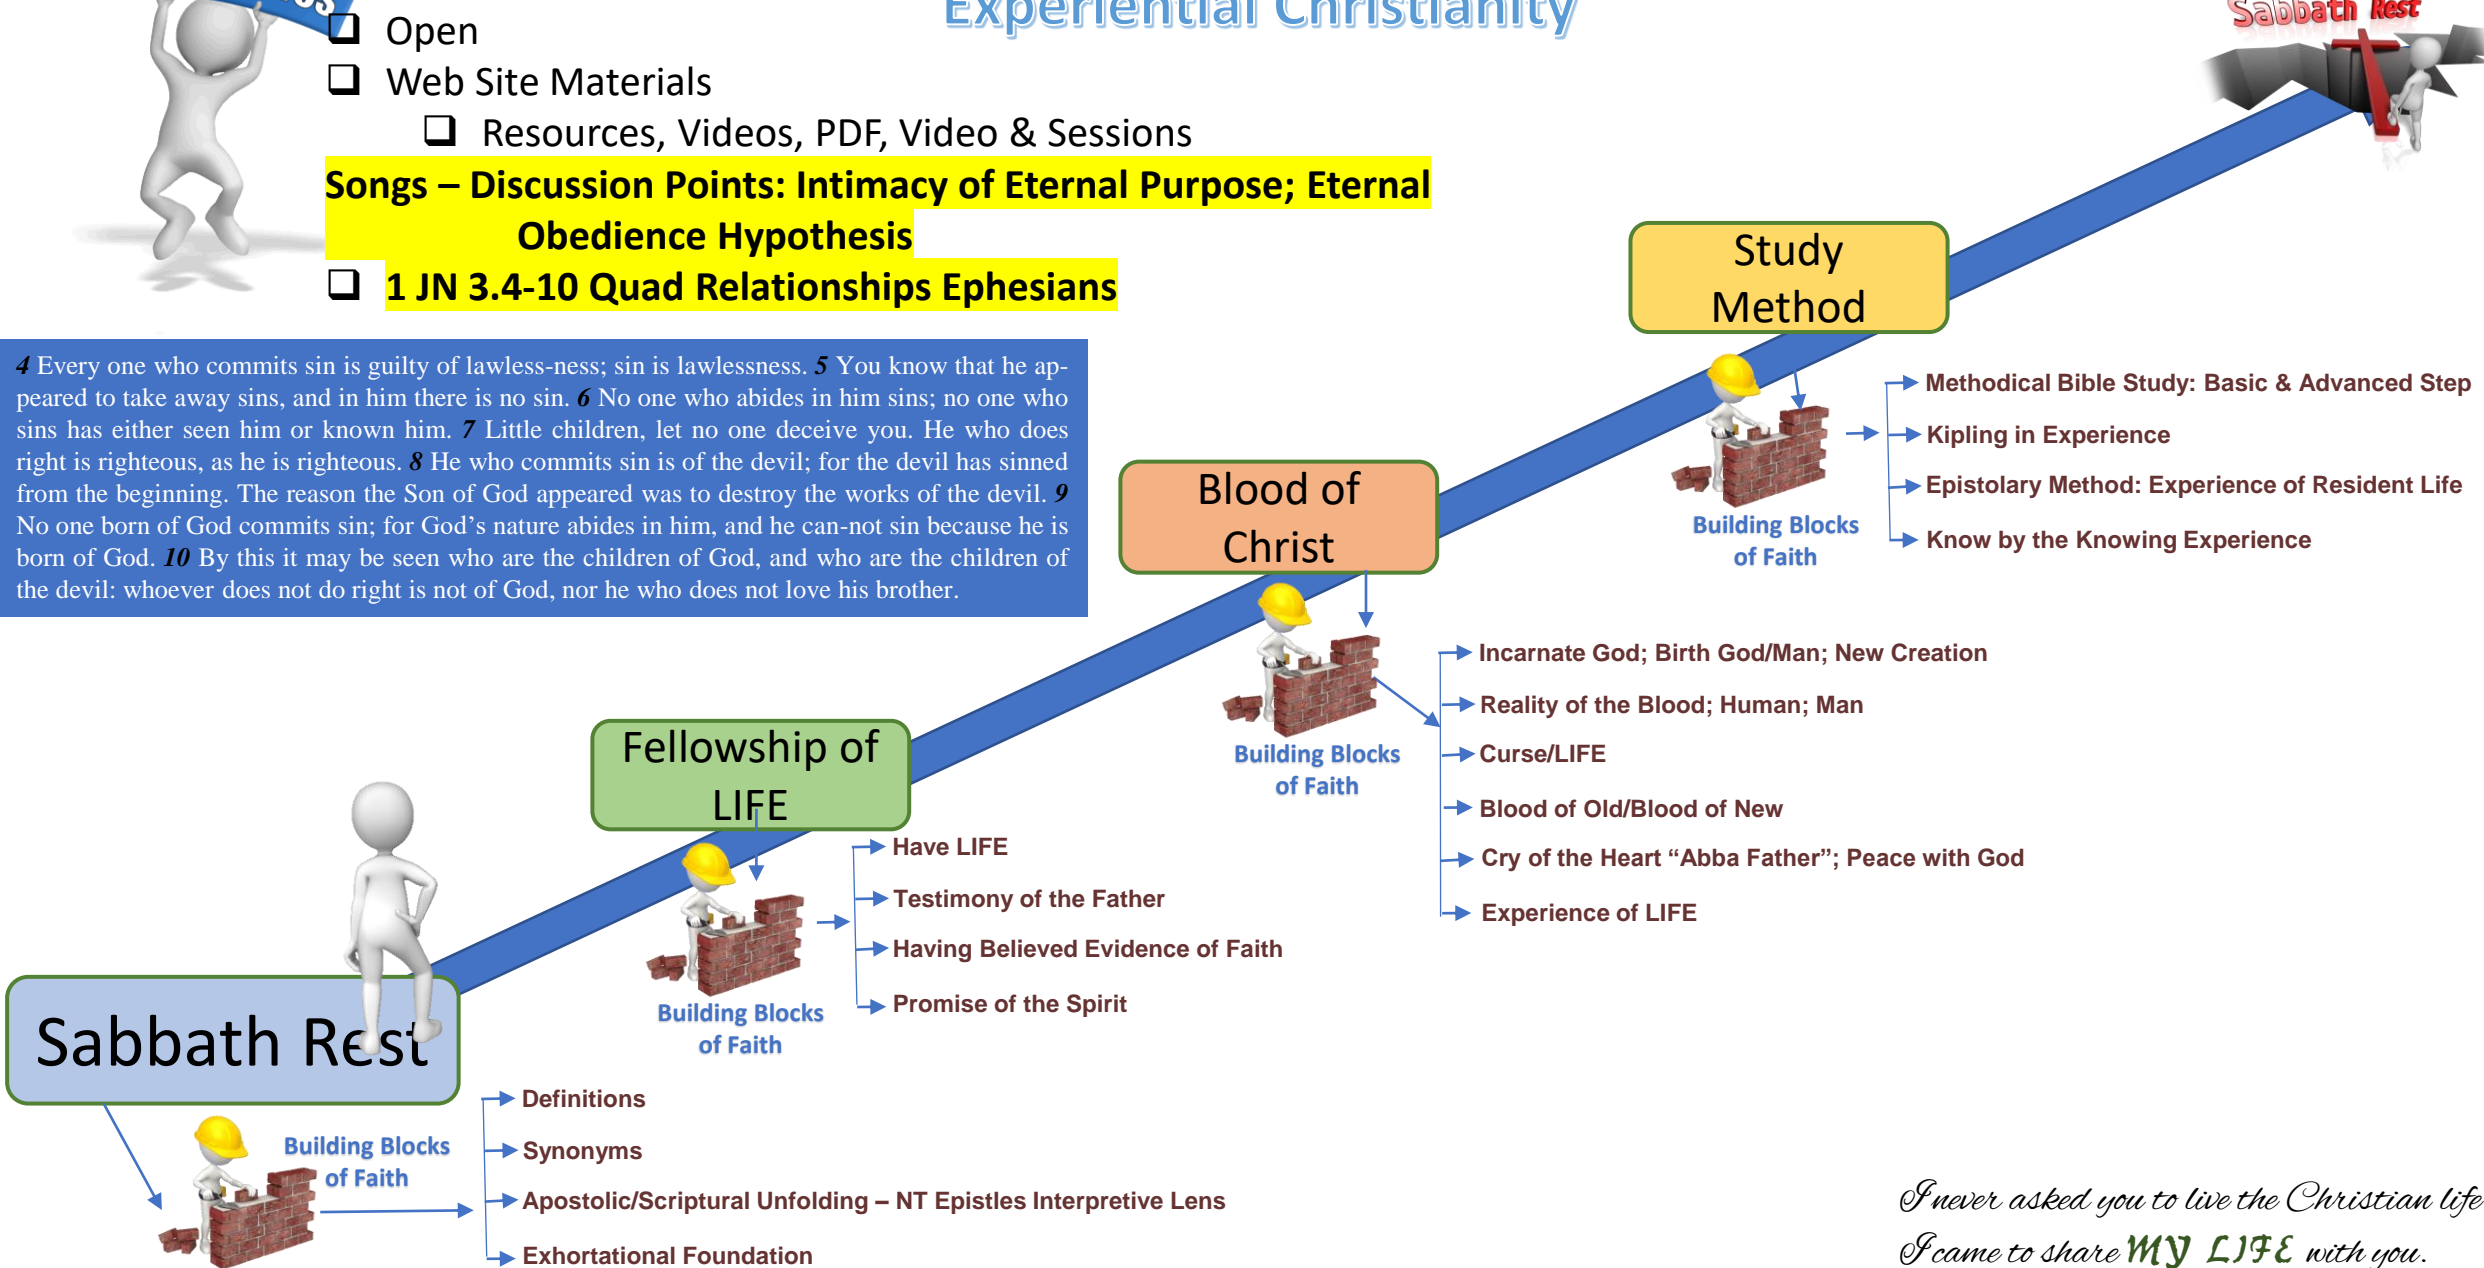 Experiential Christianity
Sabbath Rest
Open
Web Site Materials
Resources, Videos, PDF, Video & Sessions
Songs – Discussion Points: Intimacy of Eternal Purpose; Eternal
Obedience Hypothesis
1 JN 3.4-10 Quad Relationships Ephesians
4 Every one who commits sin is guilty of lawless-ness; sin is lawlessness. 5 You know that he ap-
peared to take away sins, and in him there is no sin. 6 No one who abides in him sins; no one who
sins has either seen him or known him. 7 Little children, let no one deceive you. He who does
right is righteous, as he is righteous. 8 He who commits sin is of the devil; for the devil has sinned
from the beginning. The reason the Son of God appeared was to destroy the works of the devil. 9
No one born of God commits sin; for God’s nature abides in him, and he can-not sin because he is
born of God. 10 By this it may be seen who are the children of God, and who are the children of
the devil: whoever does not do right is not of God, nor he who does not love his brother.
Study
Method
Building Blocks
of Faith
Methodical Bible Study: Basic & Advanced Step
Kipling in Experience
Epistolary Method: Experience of Resident Life
Know by the Knowing Experience
Blood of
Christ
Building Blocks
of Faith
Incarnate God; Birth God/Man; New Creation
Reality of the Blood; Human; Man
Curse/LIFE
Blood of Old/Blood of New
Cry of the Heart “Abba Father”; Peace with God
Experience of LIFE
Fellowship of
LIFE
Building Blocks
of Faith
Have LIFE
Testimony of the Father
Having Believed Evidence of Faith
Promise of the Spirit
Sabbath Rest
Building Blocks
of Faith
Definitions
Synonyms
Apostolic/Scriptural Unfolding – NT Epistles Interpretive Lens
Exhortational Foundation
I never asked you to live the Christian life
I came to share MY LIFE with you.